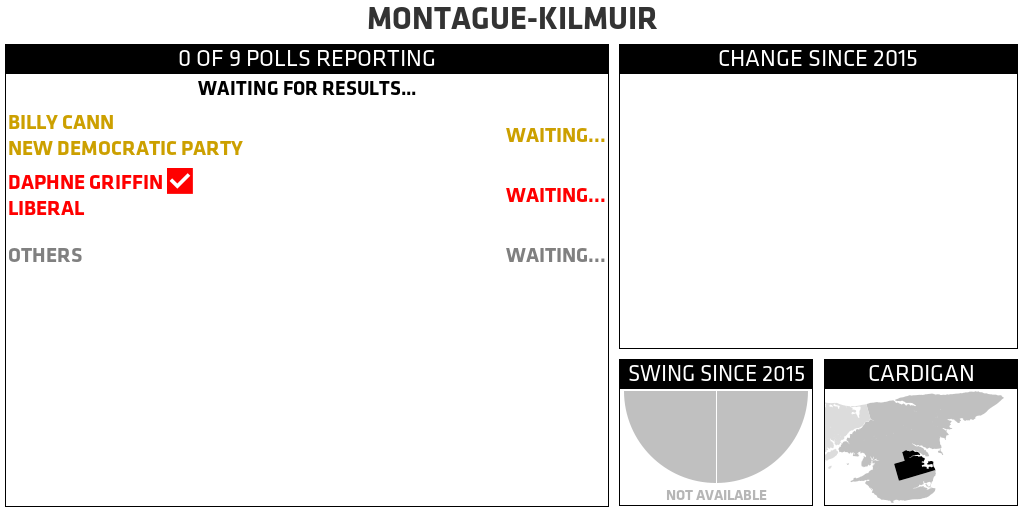 MONTAGUE-KILMUIR
0 OF 9 POLLS REPORTING
WAITING FOR RESULTS...
BILLY CANN
NEW DEMOCRATIC PARTY
WAITING...
DAPHNE GRIFFIN
LIBERAL
WAITING...
OTHERS
WAITING...
CHANGE SINCE 2015
SWING SINCE 2015
NOT AVAILABLE
CARDIGAN